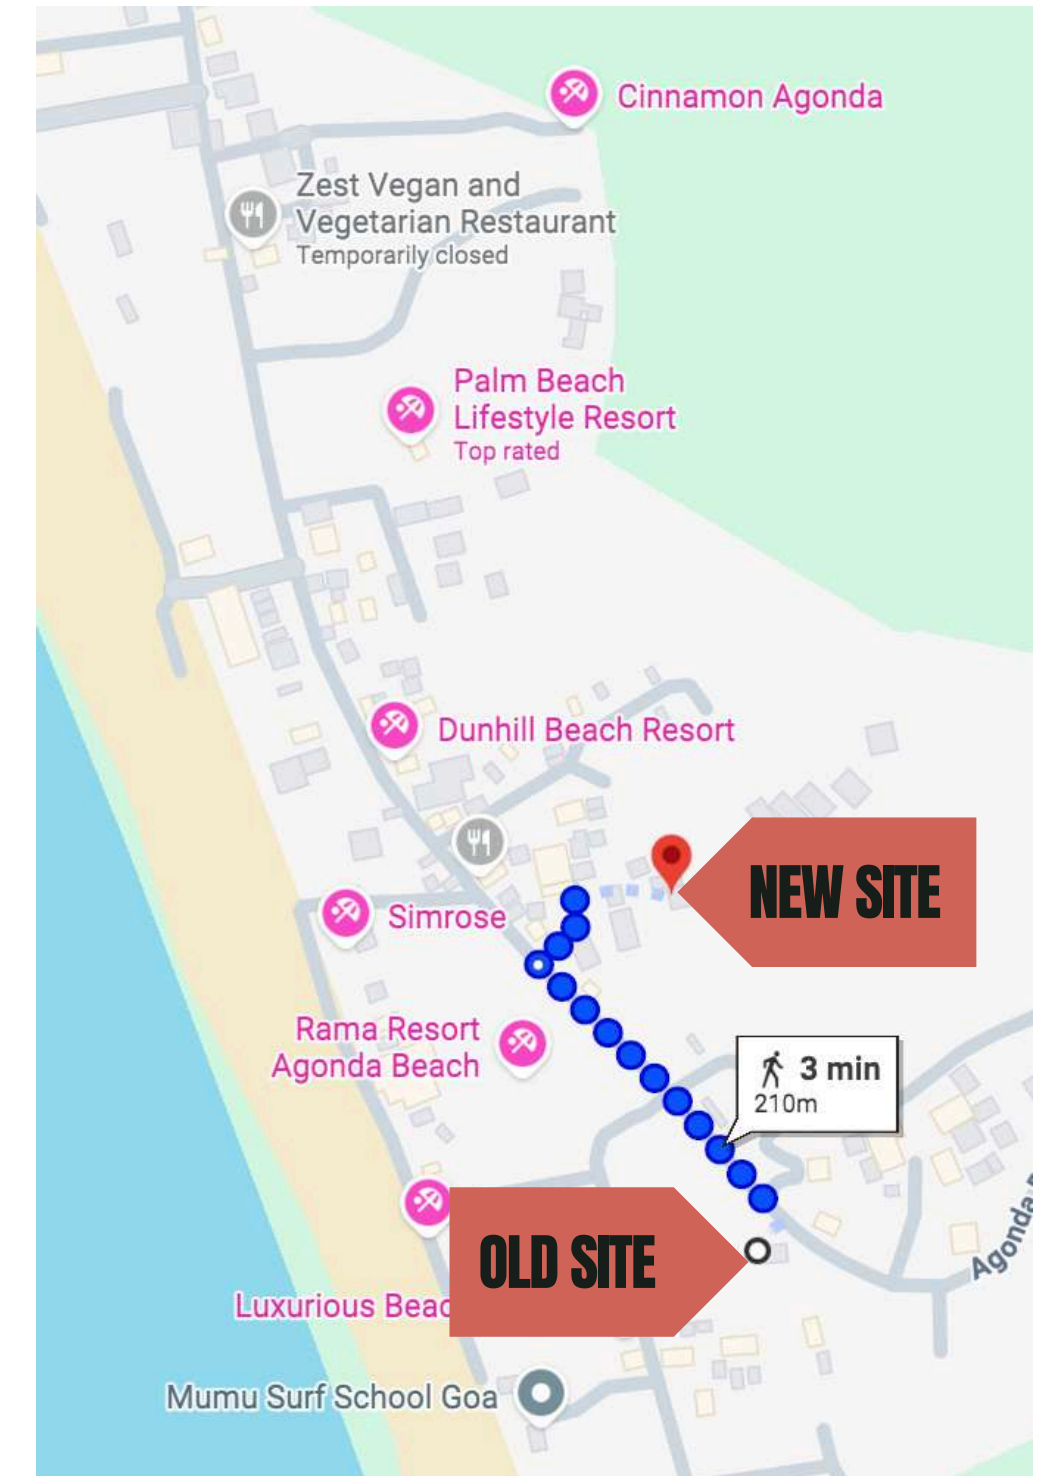 Cinnamon Agonda
Zest Vegan and
Vegetarian Restaurant
Temporarily closed
Palm Beach
Lifestyle Resort
Top rated
Dunhill Beach Resort
NEW SITE
Simrose
Rama Resort
Agonda Beach
3 min
210m
Agonda
OLD SITE
Luxurious Beac
Mumu Surf School Goa